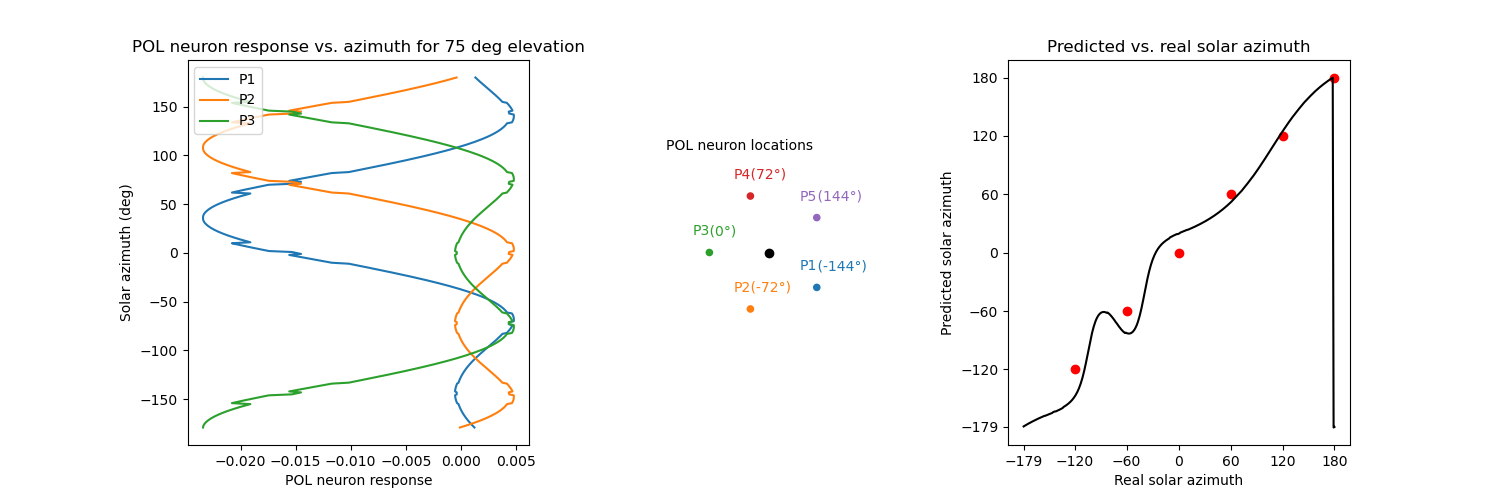 POL neuron response vs. azimuth for 75 deg elevation
P1
P2
P3
150
100
50
0
−50
−100
−150
Solar azimuth (deg)
−0.020 −0.015 −0.010 −0.005 0.000 0.005
POL neuron response
POL neuron locations
P4(72°)
P5(144°)
P3(0°)
P1(-144°)
P2(-72°)
Predicted vs. real solar azimuth
180
120
60
0
−60
−120
−179
Predicted solar azimuth
−179 −120 −60 0 60 120 180
Real solar azimuth